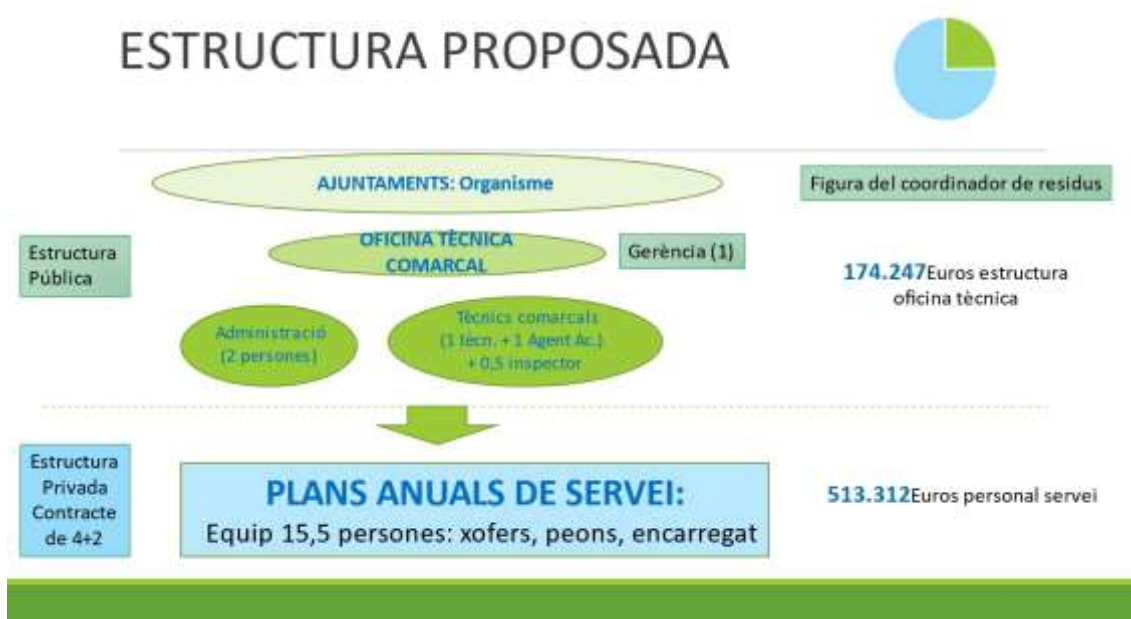 ESTRUCTURA PROPOSADA
AJUNTAMENTS: Organisme
Figura del coordinador de residus
Estructura
Pública
OFICINA TÈCNICA
COMARCAL
Gerència (1)
174.247Euros estructura
oficina tècnica
Administració
(2 persones)
Tècnics comarcals
(1 tècn. + 1 Agent Ac.)
+ 0,5 inspector
Estructura
Privada
Contracte
de 4+2
PLANS ANUALS DE SERVEI:
Equip 15,5 persones: xofers, peons, encarregat
513.312Euros personal servei